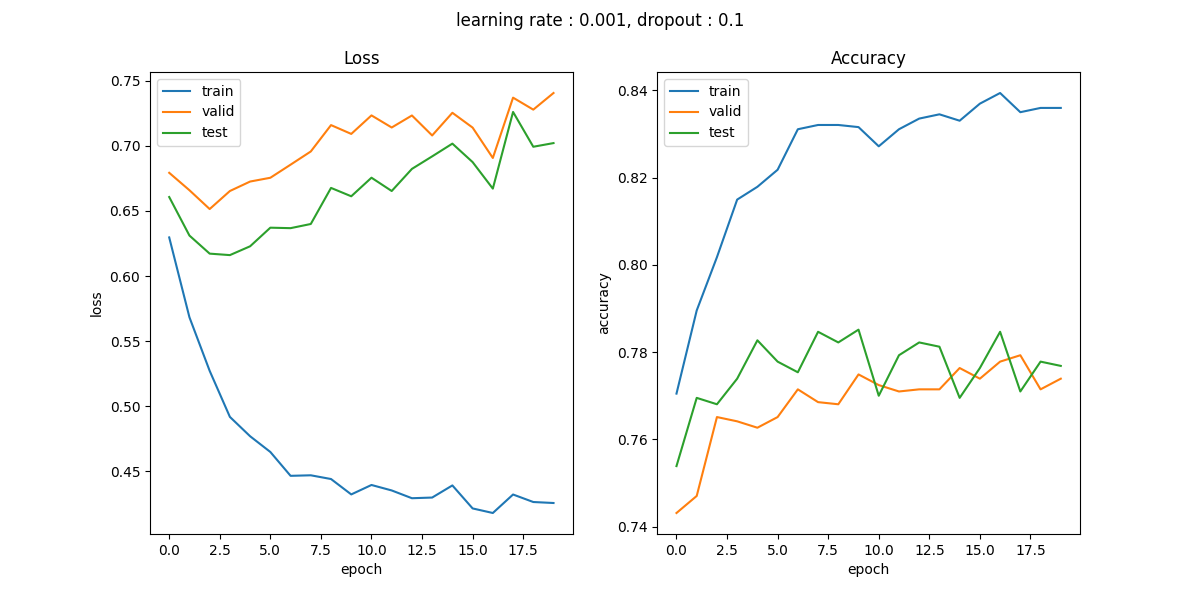 learning rate : 0.001, dropout : 0.1
Loss
train
valid
test
0.75
0.70
0.65
0.60
0.55
0.50
0.45
loss
0.0 2.5 5.0 7.5 10.0 12.5 15.0 17.5
epoch
Accuracy
train
valid
test
0.84
0.82
0.80
0.78
0.76
0.74
accuracy
0.0 2.5 5.0 7.5 10.0 12.5 15.0 17.5
epoch